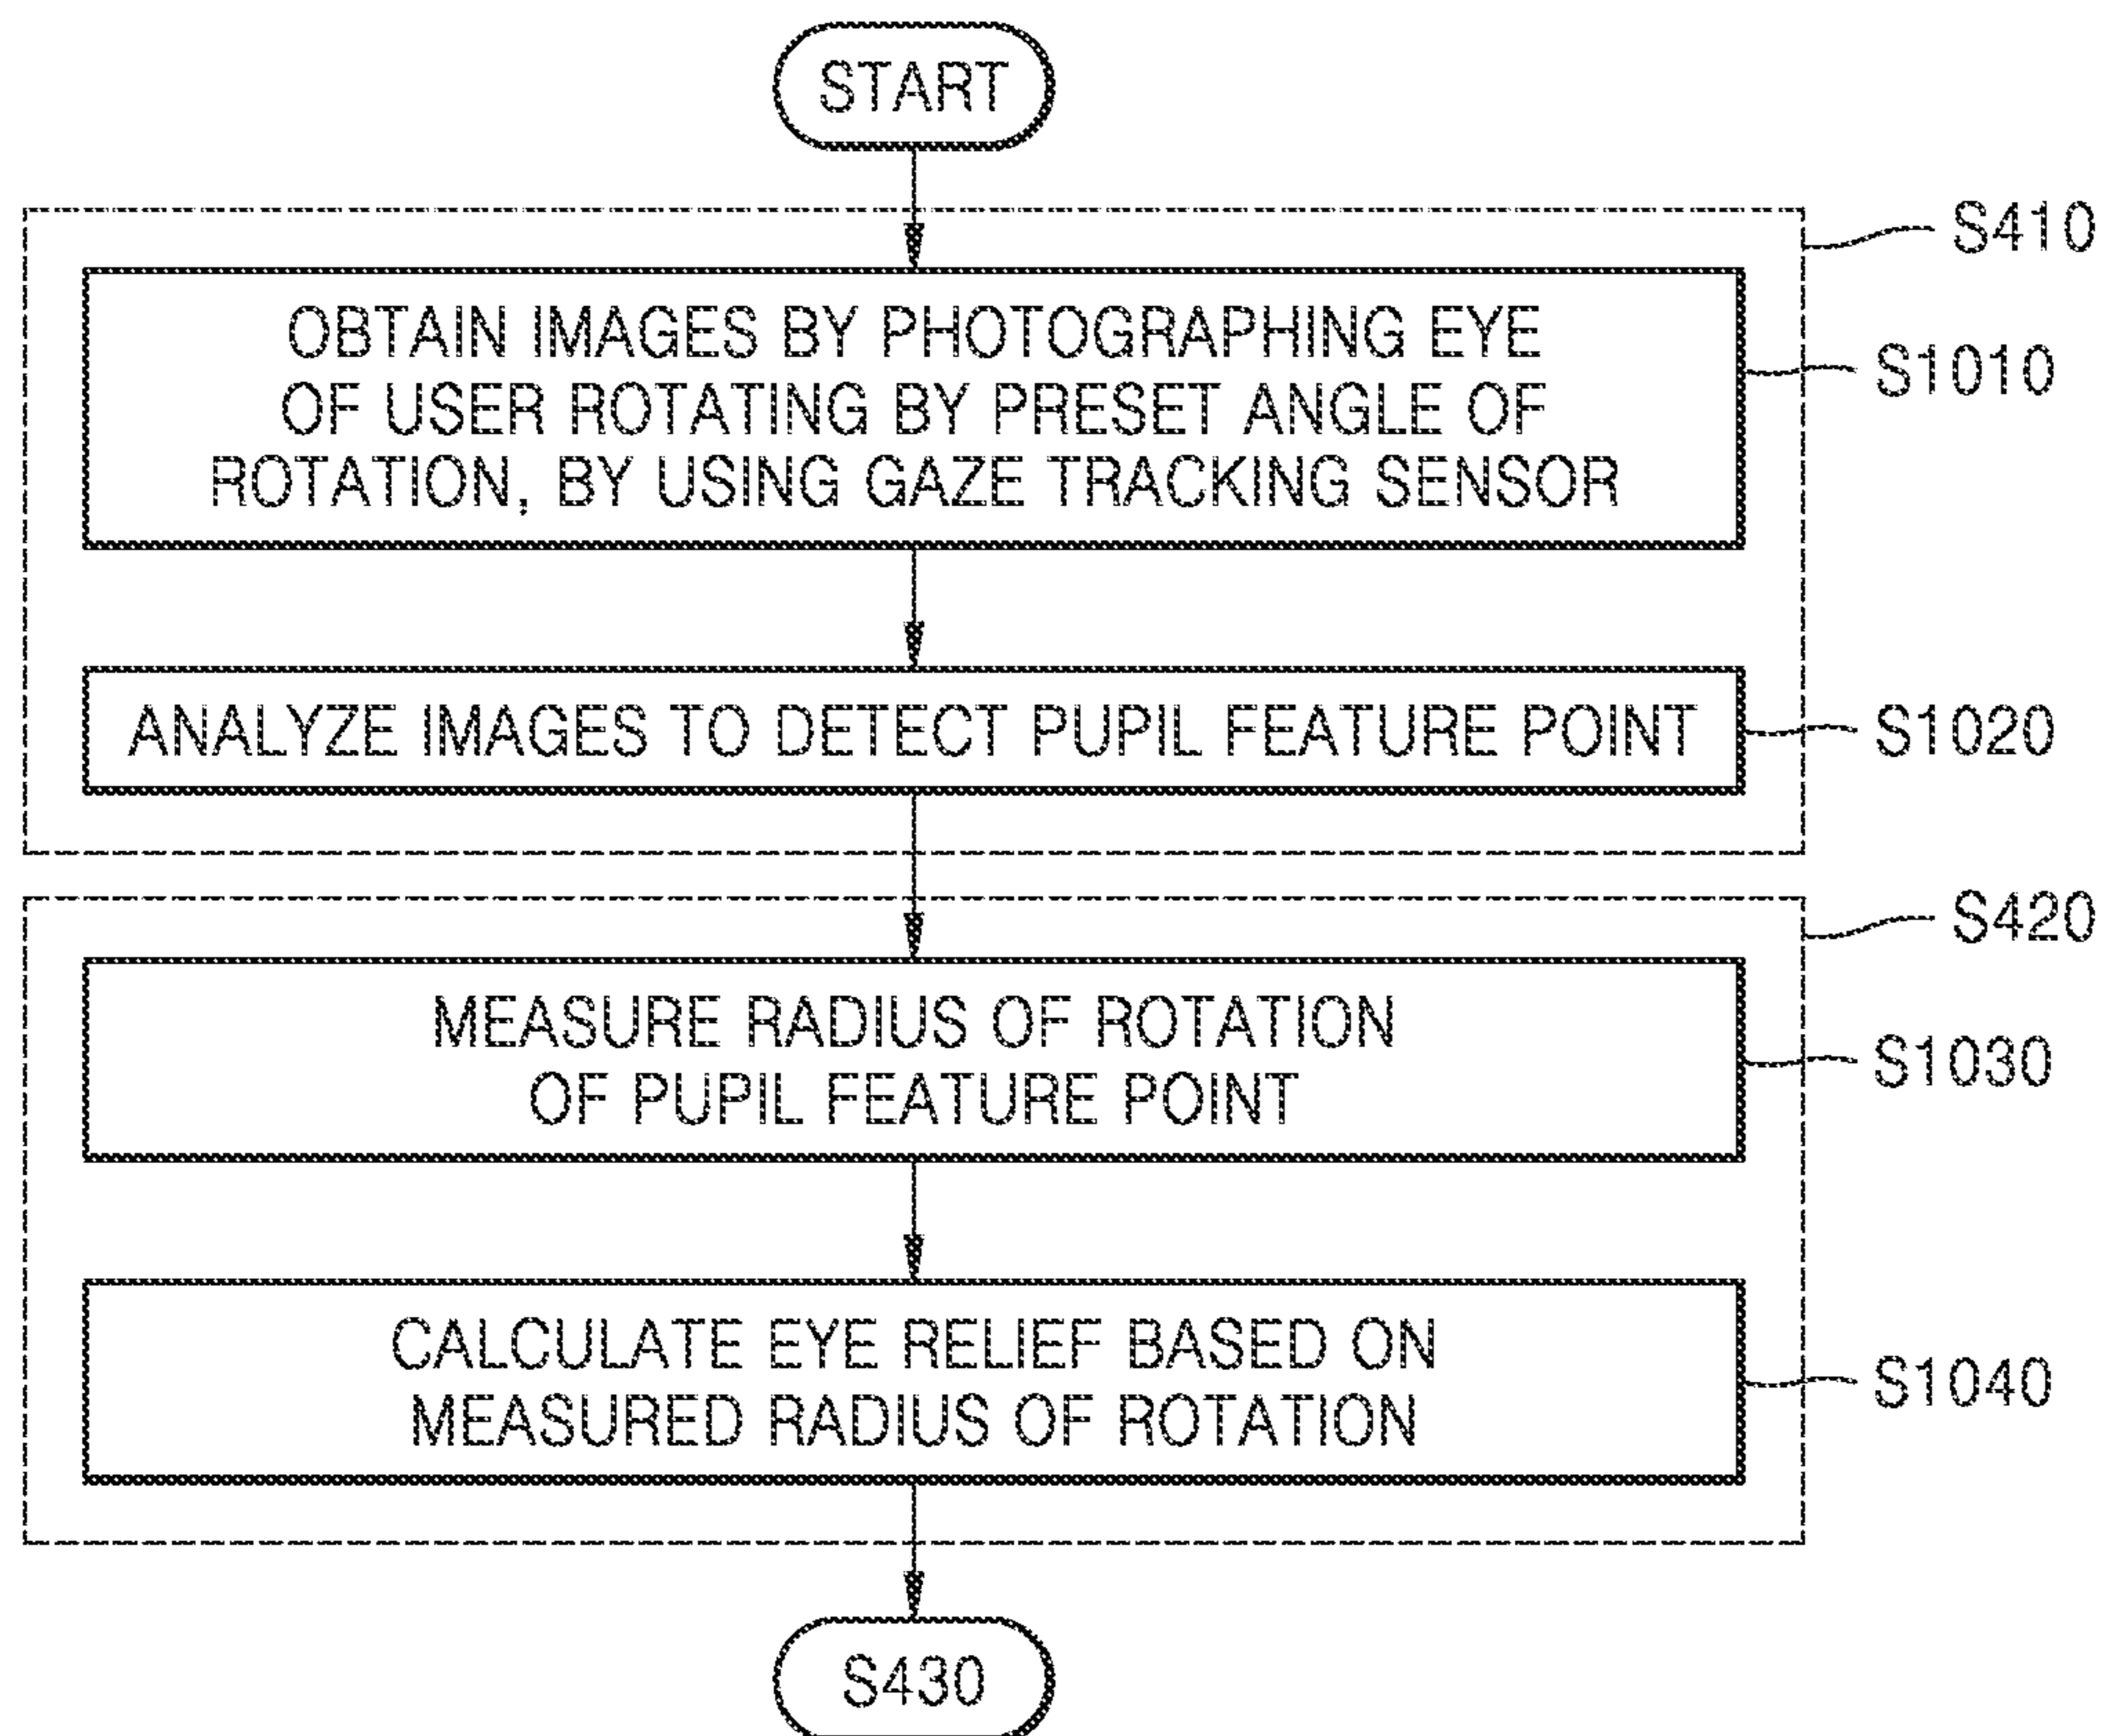 START
S410
OBTAIN IMAGES BY PHOTOGRAPHING EYE
OF USER ROTATING BY PRESET ANGLE OF
ROTATION, BY USING GAZE TRACKING SENSOR
S1010
ANALYZE IMAGES TO DETECT PUPIL FEATURE POINT
S1020
S420
MEASURE RADIUS OF ROTATION
OF PUPIL FEATURE POINT
S1030
CALCULATE EYE RELIEF BASED ON
MEASURED RADIUS OF ROTATION
S1040
S430